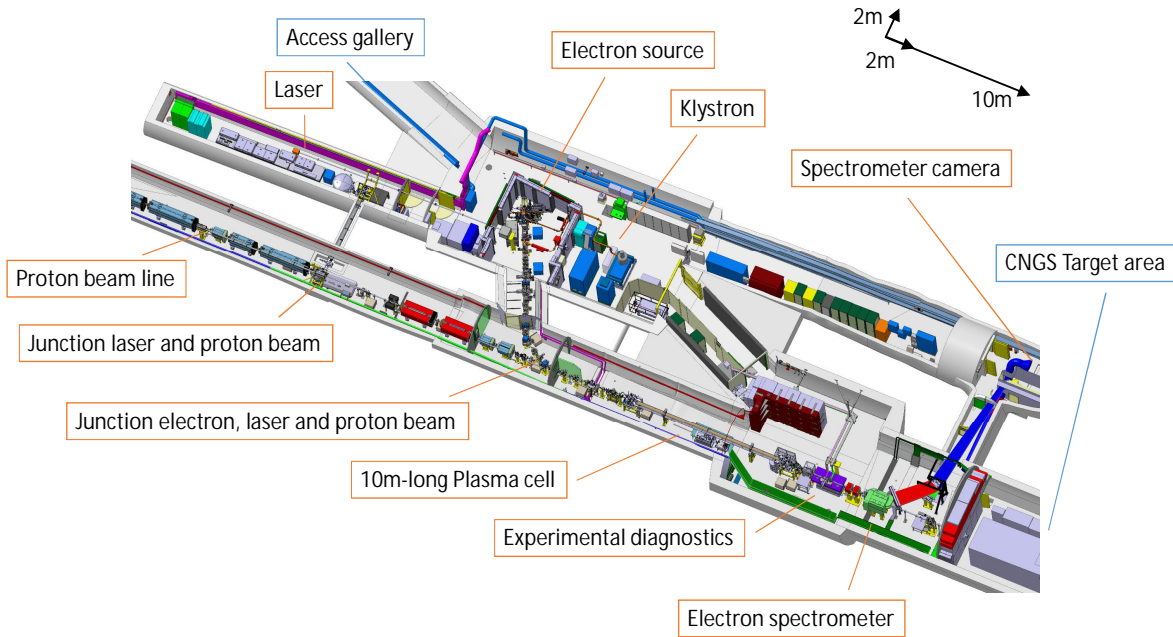 2m
2m
10m
Access gallery
Electron source
Laser
Klystron
Spectrometer camera
CNGS Target area
Proton beam line
Junction laser and proton beam
Junction electron, laser and proton beam
10m-long Plasma cell
Experimental diagnostics
Electron spectrometer